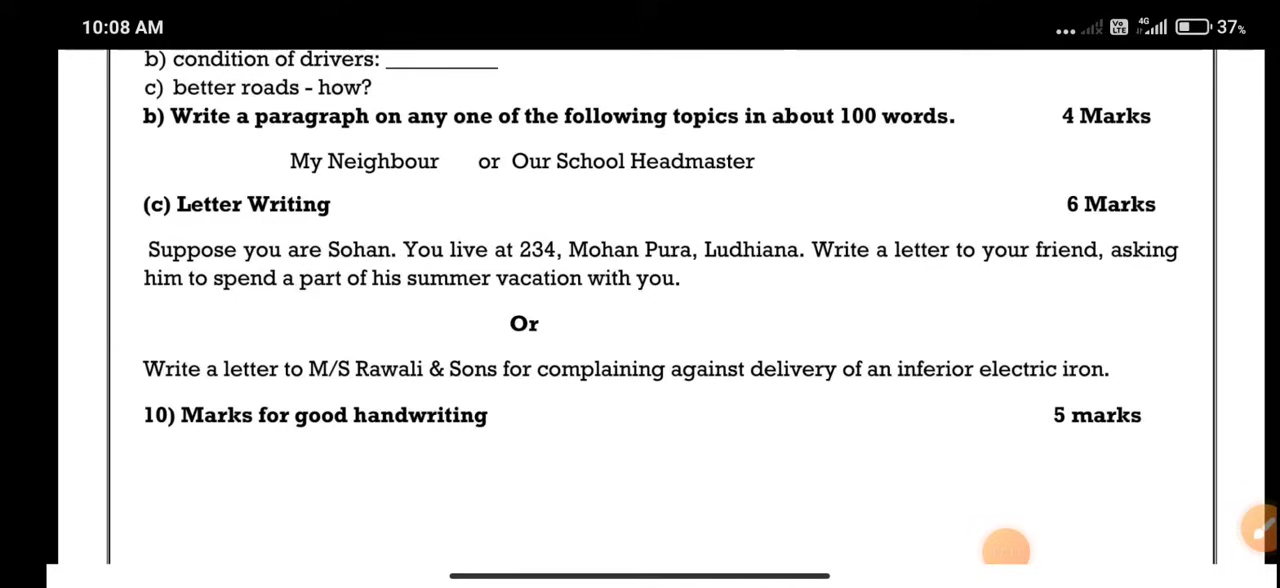 10:08 AM
Vo LTE 4G 37%
b) condition of drivers: __________
c) better roads - how?
b) Write a paragraph on any one of the following topics in about 100 words. 4 Marks
My Neighbour or Our School Headmaster
(c) Letter Writing 6 Marks
Suppose you are Sohan. You live at 234, Mohan Pura, Ludhiana. Write a letter to your friend, asking
him to spend a part of his summer vacation with you.
Or
Write a letter to M/S Rawali & Sons for complaining against delivery of an inferior electric iron.
10) Marks for good handwriting 5 marks